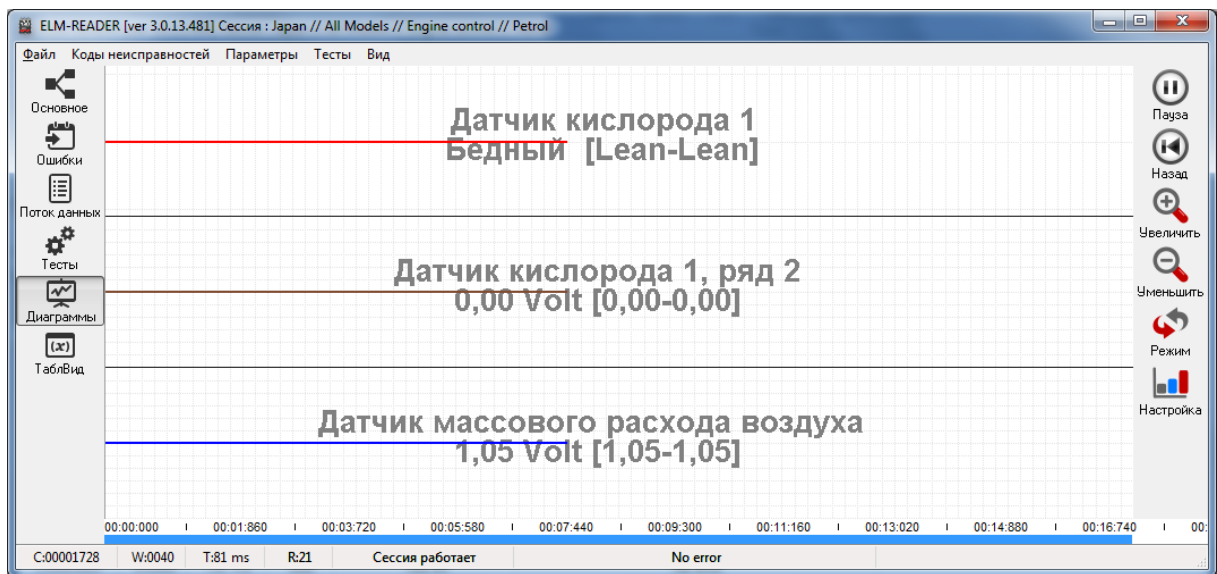 ELM-READER [ver 3.0.13.481] Сессия : Japan // All Models // Engine control // Petrol
Файл Коды неисправностей Параметры Тесты Вид
Основное
Ошибки
Поток данных
Тесты
Диаграммы
(x)
ТаблВид
Датчик кислорода 1
Бедный [Lean-Lean]
Датчик кислорода 1, ряд 2
0,00 Volt [0,00-0,00]
Датчик массового расхода воздуха
1,05 Volt [1,05-1,05]
Пауза
Назад
Увеличить
Уменьшить
Режим
Настройка
00:00:000 00:01:860 00:03:720 00:05:580 00:07:440 00:09:300 00:11:160 00:13:020 00:14:880 00:16:740 00:
C:00001728 W:0040 T:81 ms R:21 Сессия работает No error